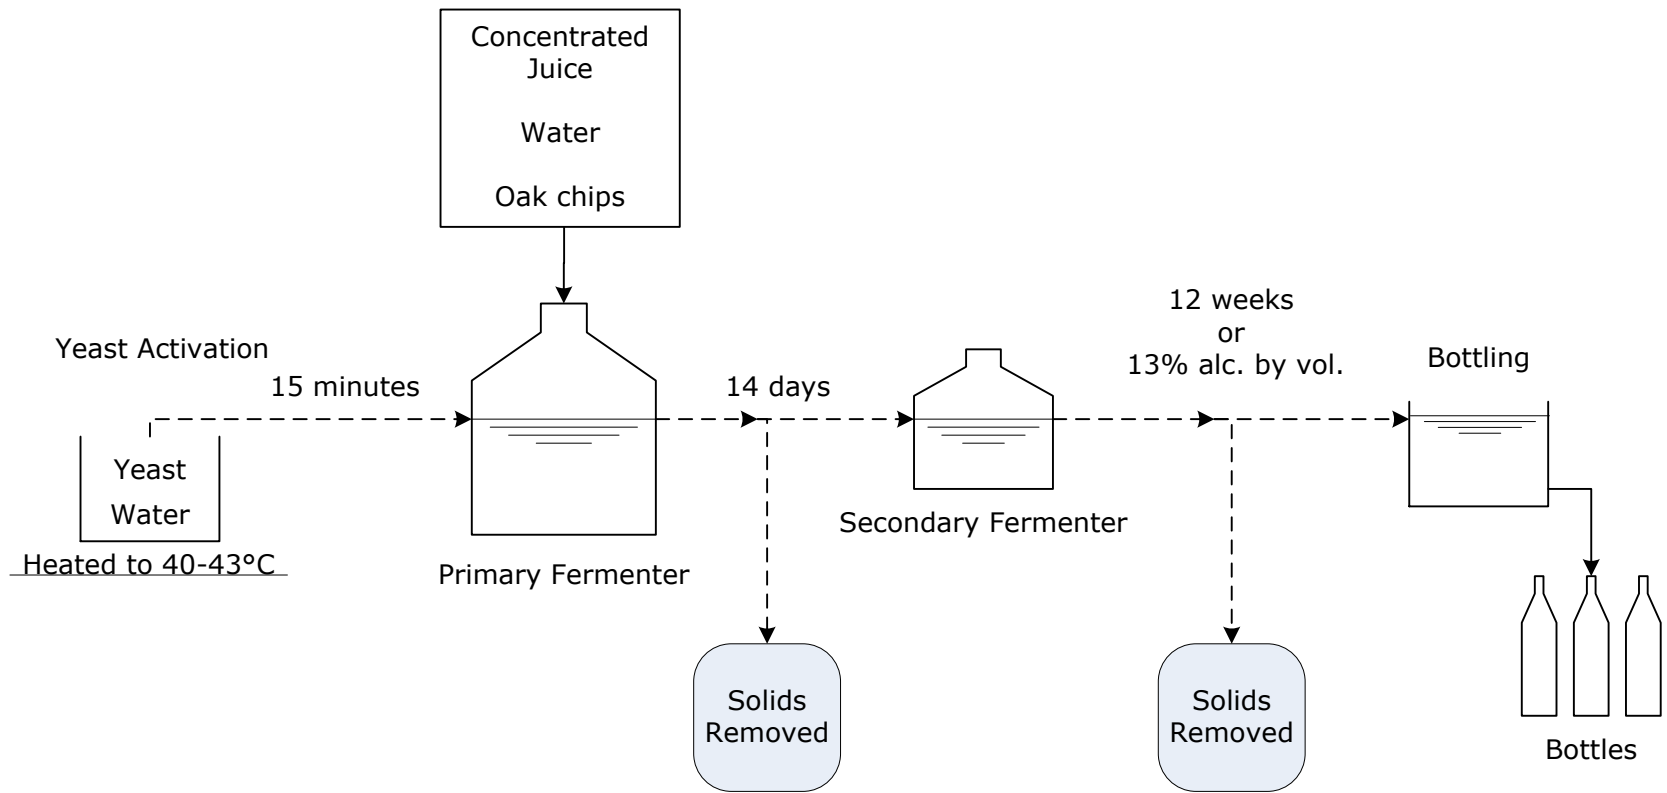 Concentrated
Juice
Water
Oak chips
Yeast Activation
15 minutes
Yeast
Water
Heated to 40-43°C
Primary Fermenter
14 days
Solids
Removed
Secondary Fermenter
12 weeks
or
13% alc. by vol.
Solids
Removed
Bottling
Bottles